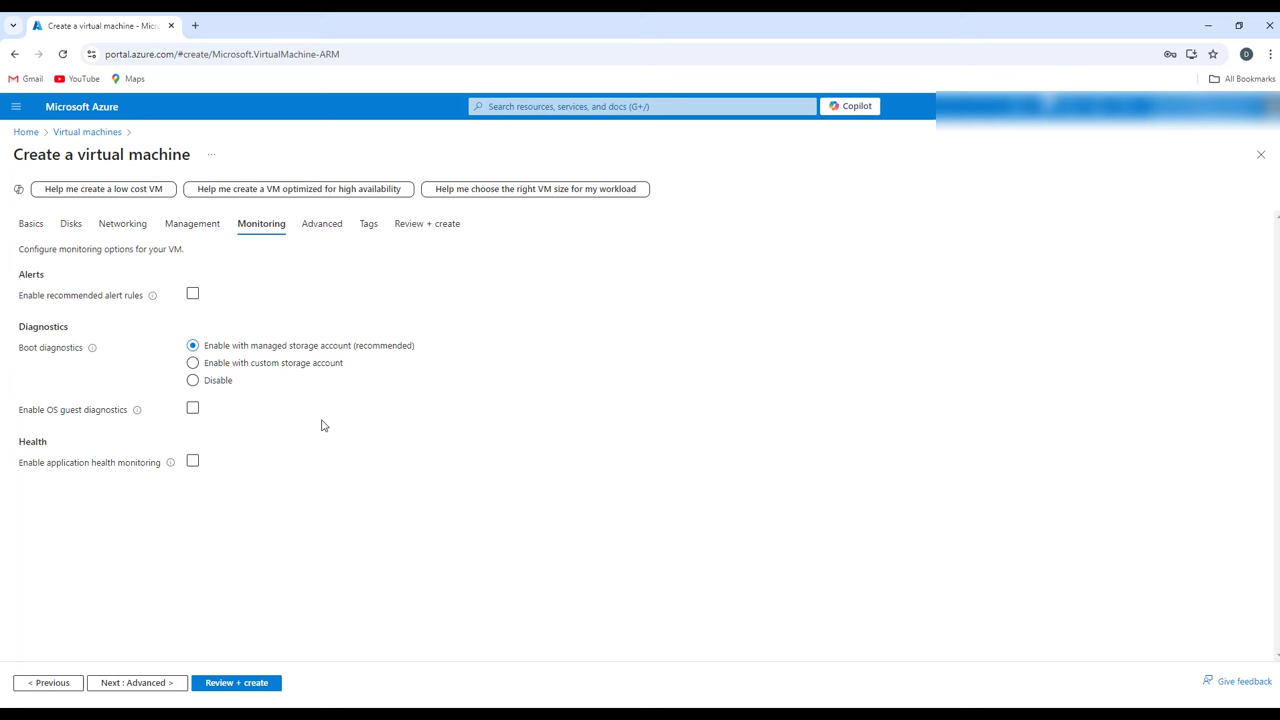 Create a virtual machine - Micro
portal.azure.com/#create/Microsoft.VirtualMachine-ARM
D
Gmail YouTube Maps All Bookmarks
Microsoft Azure Search resources, services, and docs (G+/) Copilot
Home > Virtual machines >
Create a virtual machine ...
Help me create a low cost VM Help me create a VM optimized for high availability Help me choose the right VM size for my workload
Basics Disks Networking Management Monitoring Advanced Tags Review + create
Configure monitoring options for your VM.
Alerts
Enable recommended alert rules
Diagnostics
Boot diagnostics Enable with managed storage account (recommended)
Enable with custom storage account
Disable
Enable OS guest diagnostics
Health
Enable application health monitoring
< Previous Next : Advanced > Review + create Give feedback